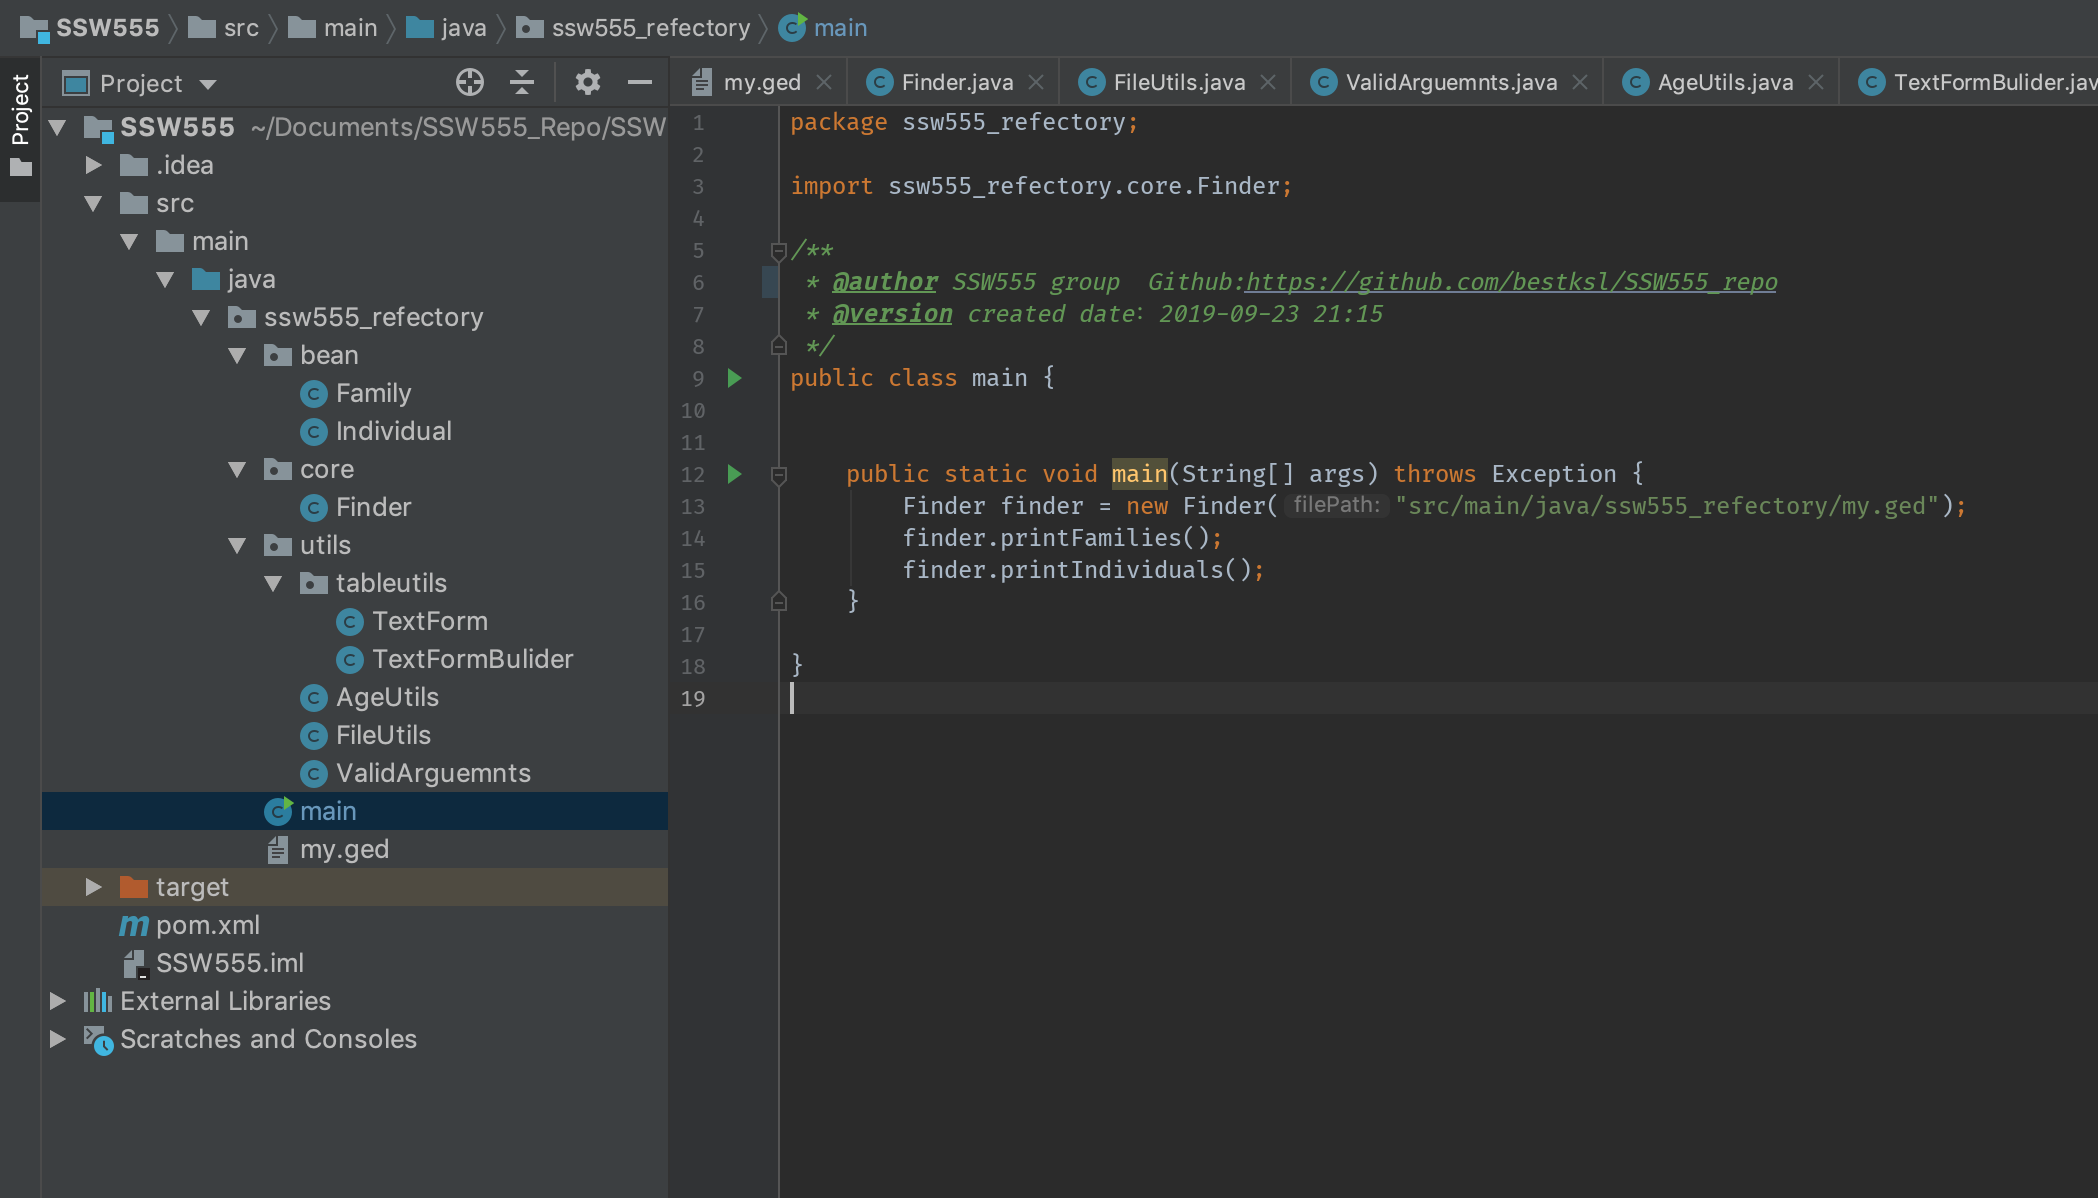 SSW555 src main java ssw555_refectory main
Project
Project
my.ged Finder.java FileUtils.java ValidArguemnts.java AgeUtils.java TextFormBulider.jav
SSW555 ~/Documents/SSW555_Repo/SSW
.idea
src
main
java
ssw555_refectory
bean
Family
Individual
core
Finder
utils
tableutils
TextForm
TextFormBulider
AgeUtils
FileUtils
ValidArguemnts
main
my.ged
target
pom.xml
SSW555.iml
External Libraries
Scratches and Consoles
1 package ssw555_refectory;
2
3 import ssw555_refectory.core.Finder;
4
5 /**
6 * @author SSW555 group Github:https://github.com/bestksl/SSW555_repo
7 * @version created date: 2019-09-23 21:15
8 */
9 public class main {
10
11
12 public static void main(String[] args) throws Exception {
13 Finder finder = new Finder( filePath: "src/main/java/ssw555_refectory/my.ged");
14 finder.printFamilies();
15 finder.printIndividuals();
16 }
17
18 }
19